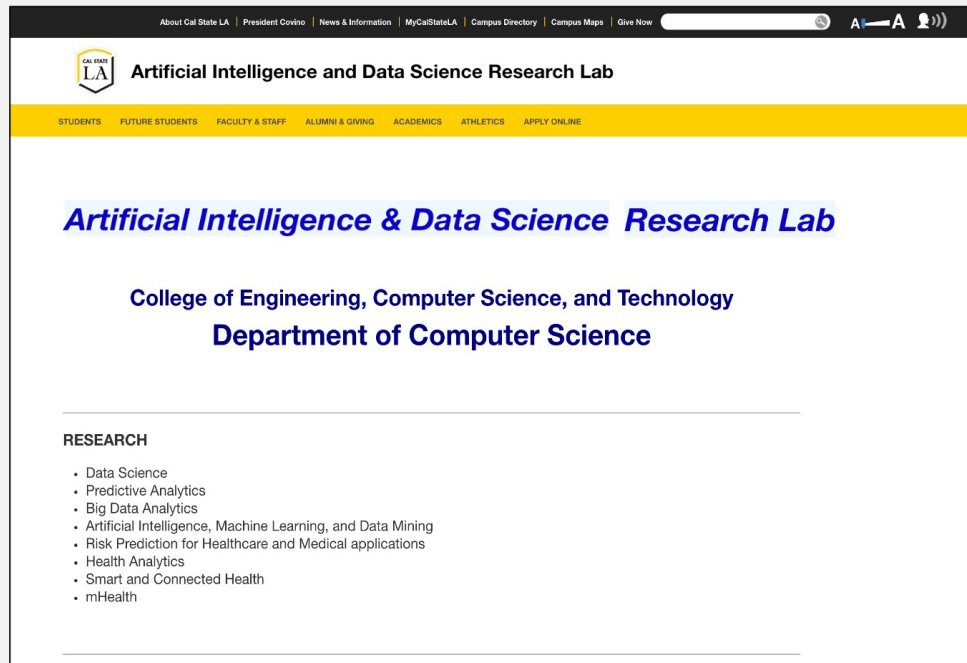 About Cal State LA | President Covino | News & Information | MyCalStateLA | Campus Directory | Campus Maps | Give Now
A A
CAL STATE
LA
Artificial Intelligence and Data Science Research Lab
STUDENTS FUTURE STUDENTS FACULTY & STAFF ALUMNI & GIVING ACADEMICS ATHLETICS APPLY ONLINE
Artificial Intelligence & Data Science Research Lab
College of Engineering, Computer Science, and Technology
Department of Computer Science
RESEARCH
• Data Science
• Predictive Analytics
• Big Data Analytics
• Artificial Intelligence, Machine Learning, and Data Mining
• Risk Prediction for Healthcare and Medical applications
• Health Analytics
• Smart and Connected Health
• mHealth